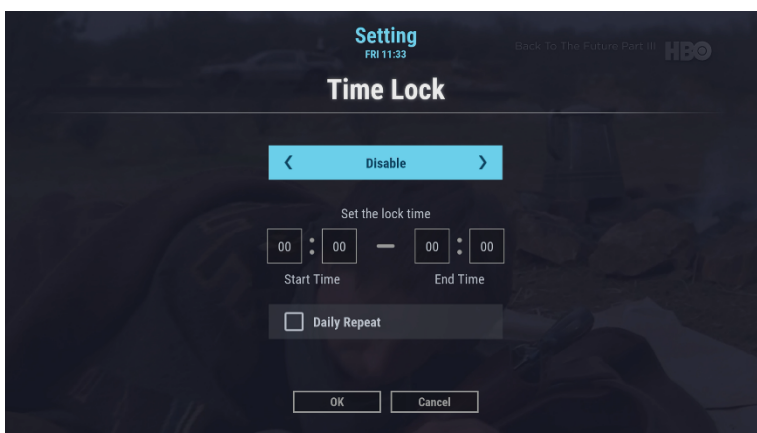 Setting
FRI 11:33
Back To The Future Part III HBO
Time Lock
Disable
Set the lock time
00 : 00 — 00 : 00
Start Time End Time
Daily Repeat
OK Cancel